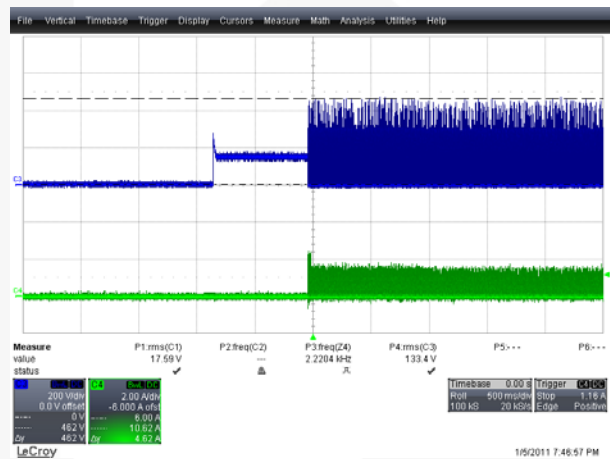 File Vertical Timebase Trigger Display Cursors Measure Math Analysis Utilities Help
C3
C4
Measure P1:rms(C1) P2:freq(C2) P3:freq(Z4) P4:rms(C3) P5:--- P6:---
value 17.59 V --- 2.2204 kHz 133.4 V
status
C4 Timebase 0.00 s Trigger C4 DC
200 V/div 2.00 A/div Roll 500 ms/div Stop 1.16 A
0.0 V offset -6.000 A ofst 100 kS 20 kS/s Edge Positive
0 V 6.00 A
462 V 10.62 A
Δy 462 V Δy 4.62 A
LeCroy 1/5/2011 7:46:57 PM